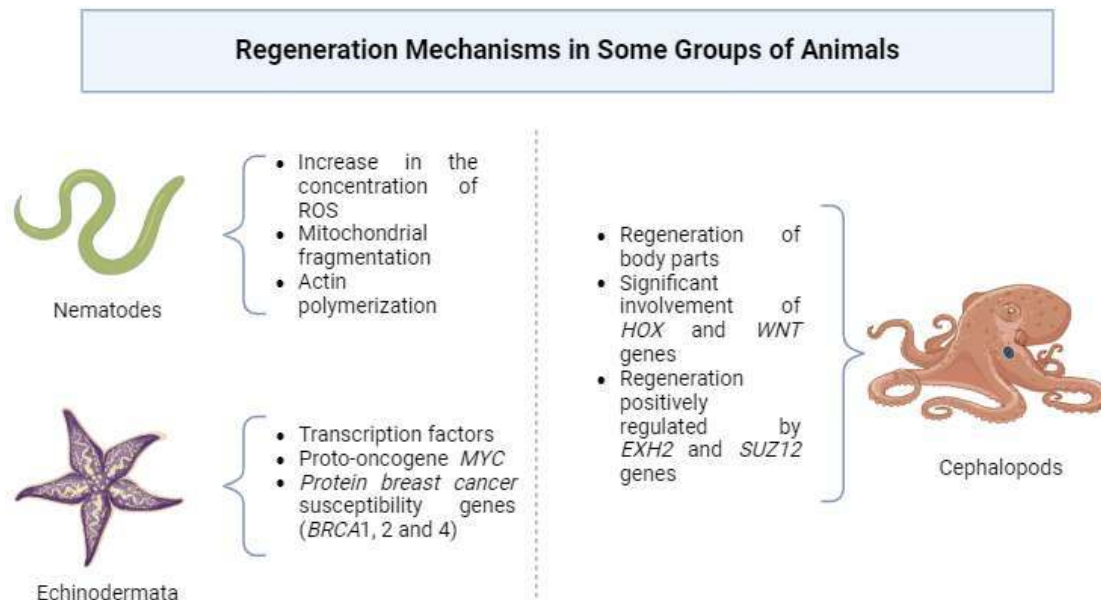 Regeneration Mechanisms in Some Groups of Animals
• Increase in the
concentration of
ROS
• Mitochondrial
fragmentation
• Actin
polymerization
Nematodes
• Transcription factors
• Proto-oncogene MYC
• Protein breast cancer
susceptibility genes
(BRCA1, 2 and 4)
Echinodermata
• Regeneration of
body parts
• Significant
involvement of
HOX and WNT
genes
• Regeneration
positively
regulated by
EXH2 and SUZ12
genes
Cephalopods